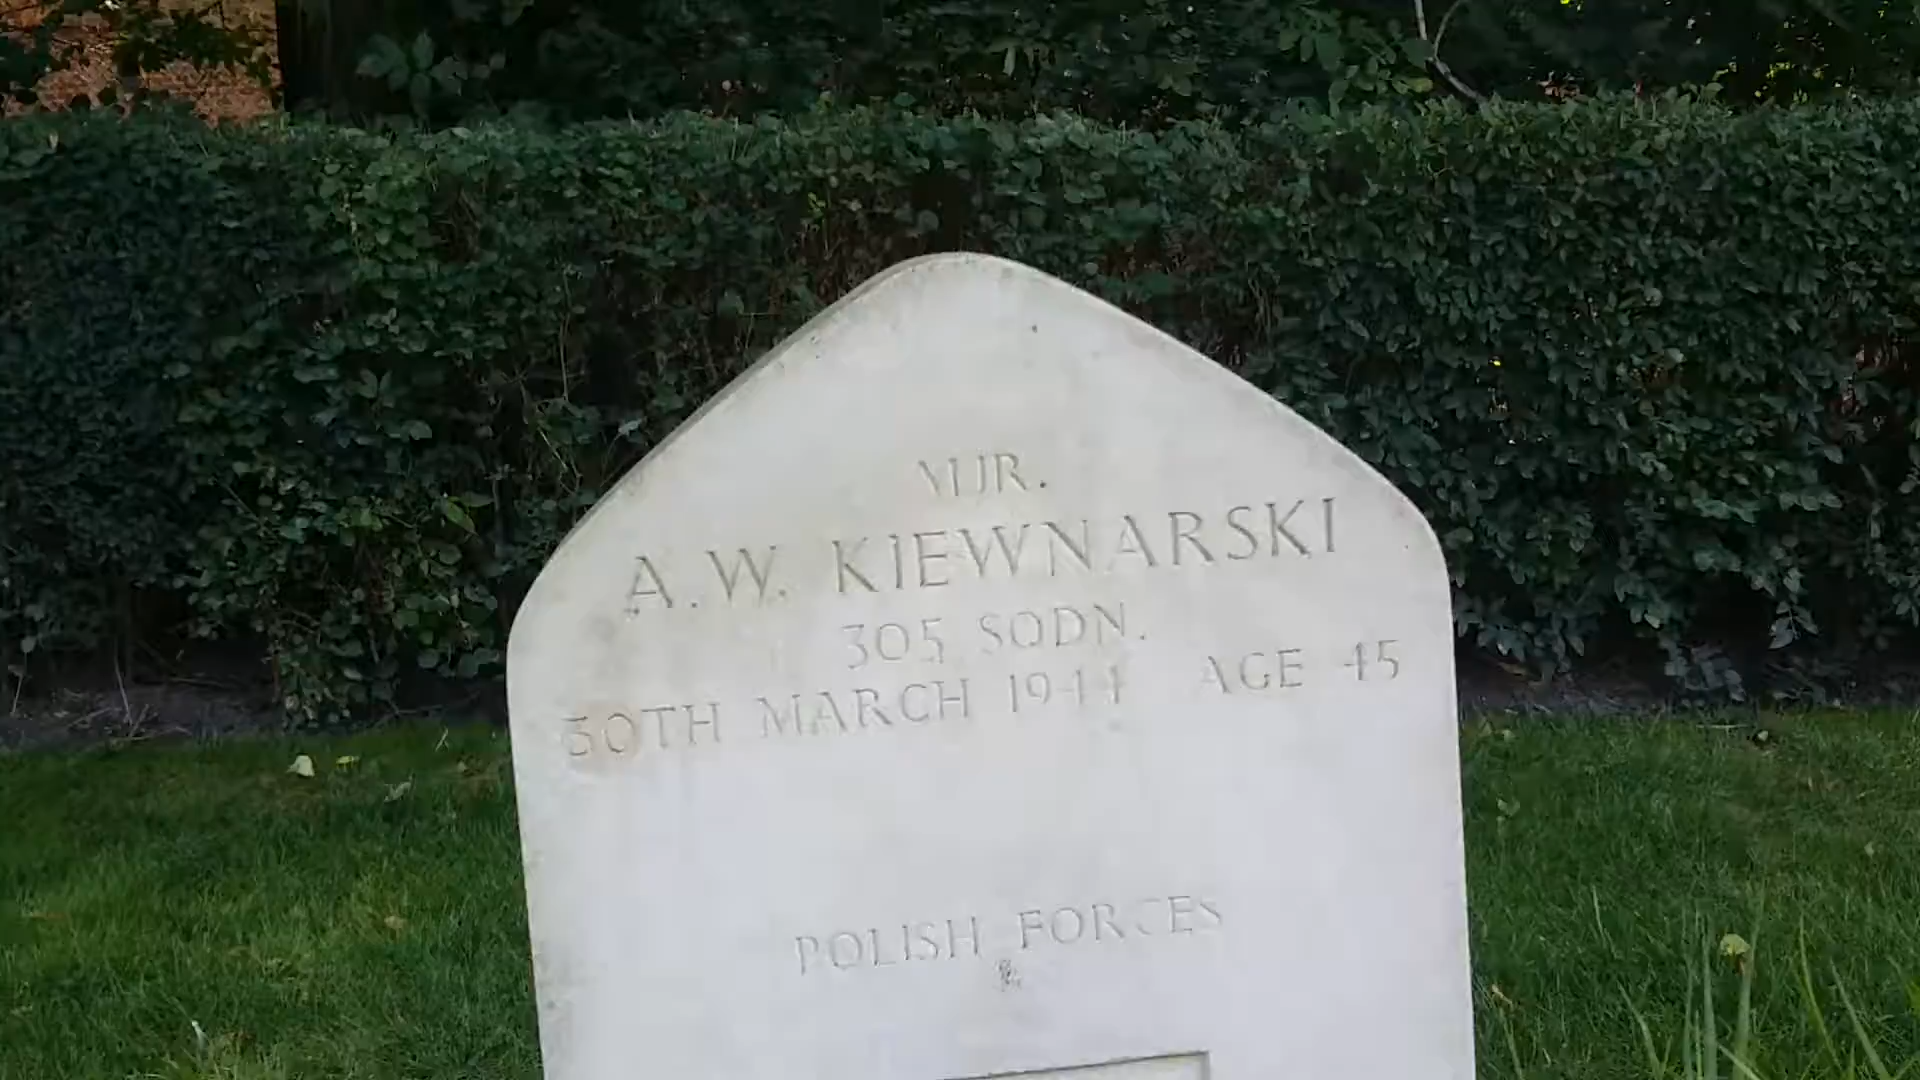 MJR.
A.W. KIEWNARSKI
305 SQDN.
30TH MARCH 1944 AGE 45
POLISH FORCES